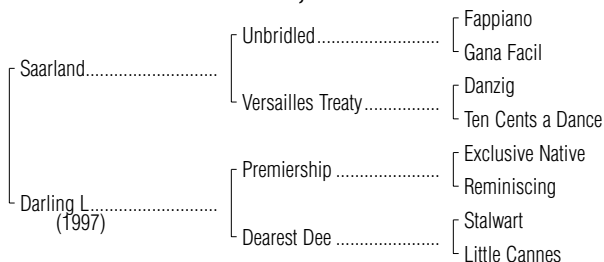 Fappiano
Unbridled
Gana Facil
Saarland
Danzig
Versailles Treaty
Ten Cents a Dance
Exclusive Native
Premiership
Reminiscing
Darling L
(1997)
Stalwart
Dearest Dee
Little Cannes